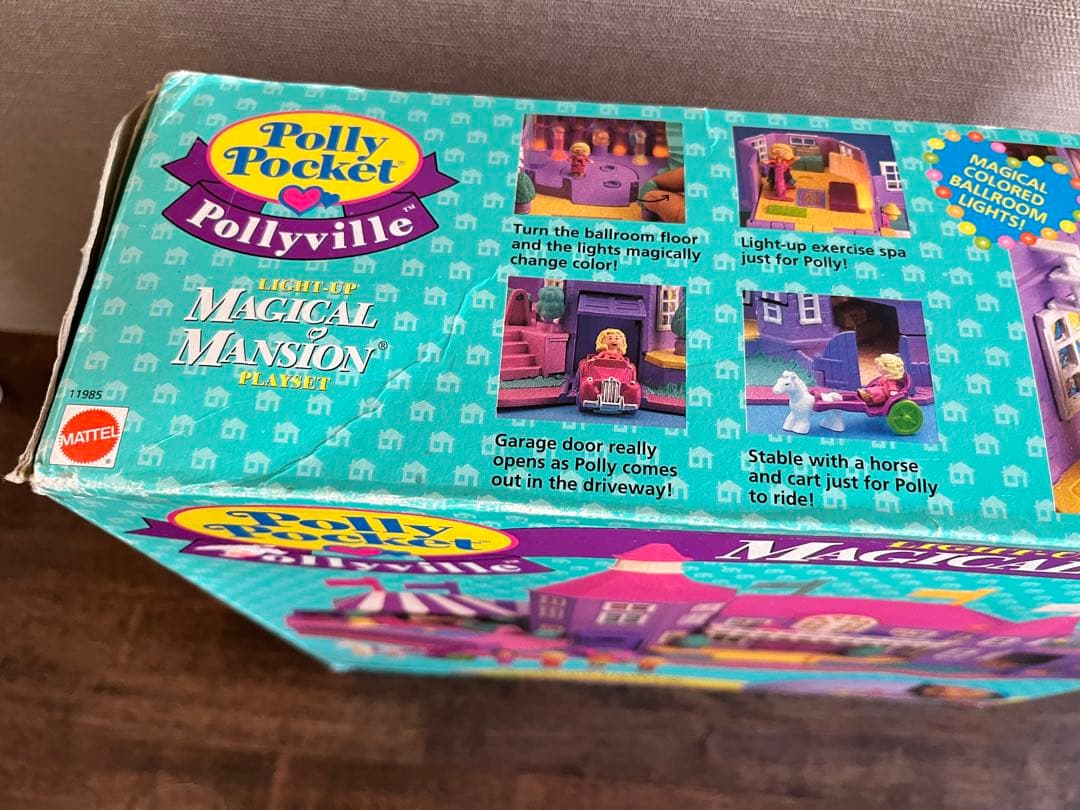 Polly
Pocket®
Pollyville™
LIGHT-UP
MAGICAL
MANSION®
PLAYSET
11985
MATTEL
®
Turn the ballroom floor
and the lights magically
change color!
Light-up exercise spa
just for Polly!
MAGICAL
COLORED
BALLROOM
LIGHTS!
Garage door really
opens as Polly comes
out in the driveway!
Stable with a horse
and cart just for Polly
to ride!
Polly
Pocket
Pollyville
MAGICAL